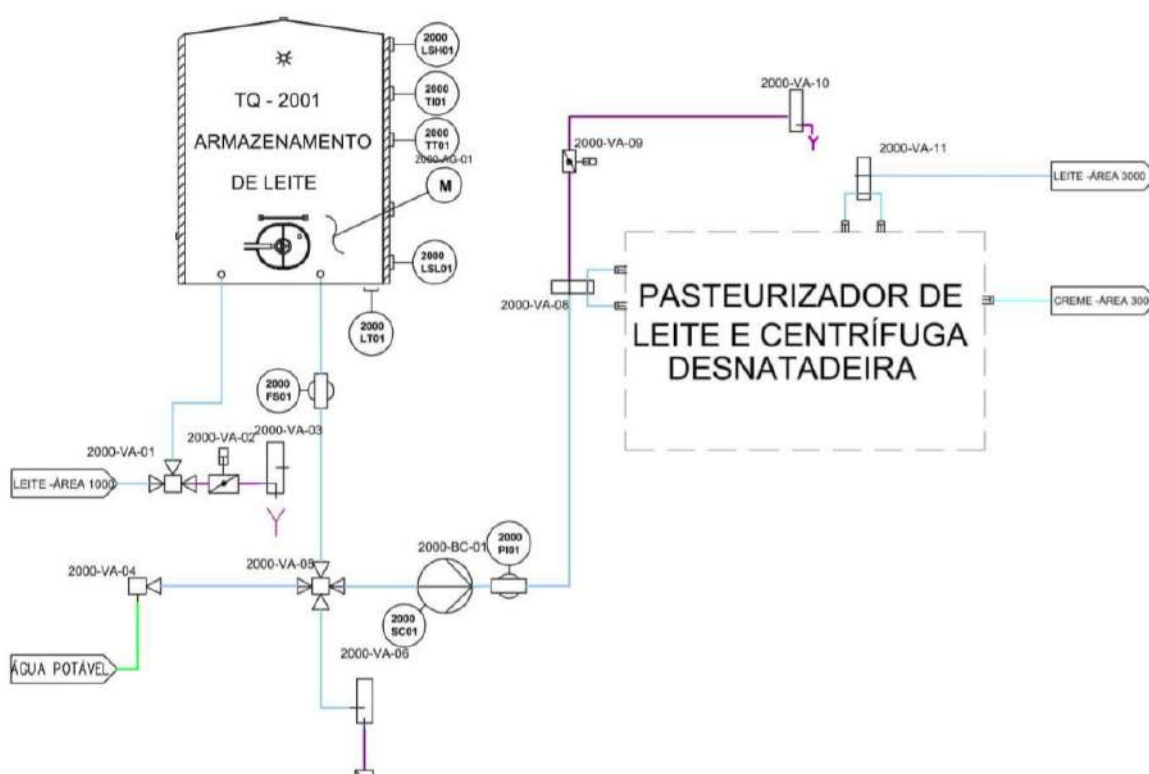 2000
LSH01
TQ - 2001
2000
TI01
ARMAZENAMENTO
2000
TT01
2000-AG-01
DE LEITE
M
2000
LSL01
2000
LT01
2000
FS01
2000-VA-01
2000-VA-02
2000-VA-03
LEITE -ÁREA 1000
2000-VA-04
2000-VA-05
2000-BC-01
2000
PI01
2000
SC01
ÁGUA POTÁVEL
2000-VA-06
2000-VA-10
2000-VA-09
2000-VA-11
LEITE -ÁREA 3000
2000-VA-08
PASTEURIZADOR DE
LEITE E CENTRÍFUGA
DESNATADEIRA
CREME -ÁREA 300